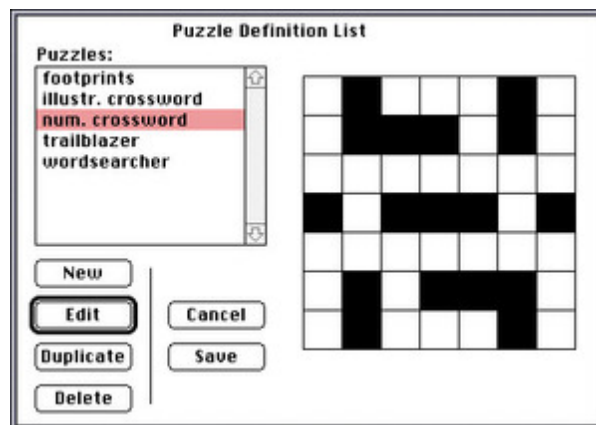 Puzzle Definition List
Puzzles:
footprints
illustr. crossword
num. crossword
trailblazer
wordsearcher
New
Edit
Cancel
Duplicate
Save
Delete